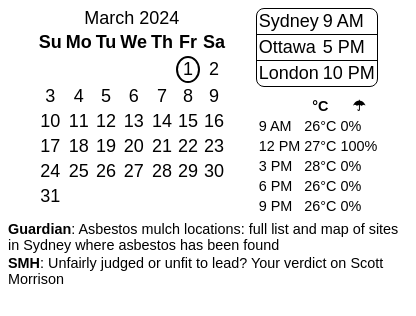 March 2024
Su Mo Tu We Th Fr Sa
1 2
3 4 5 6 7 8 9
10 11 12 13 14 15 16
17 18 19 20 21 22 23
24 25 26 27 28 29 30
31
Sydney 9 AM
Ottawa 5 PM
London 10 PM
°C ☂
9 AM 26°C 0%
12 PM 27°C 100%
3 PM 28°C 0%
6 PM 26°C 0%
9 PM 26°C 0%
Guardian: Asbestos mulch locations: full list and map of sites
in Sydney where asbestos has been found
SMH: Unfairly judged or unfit to lead? Your verdict on Scott
Morrison